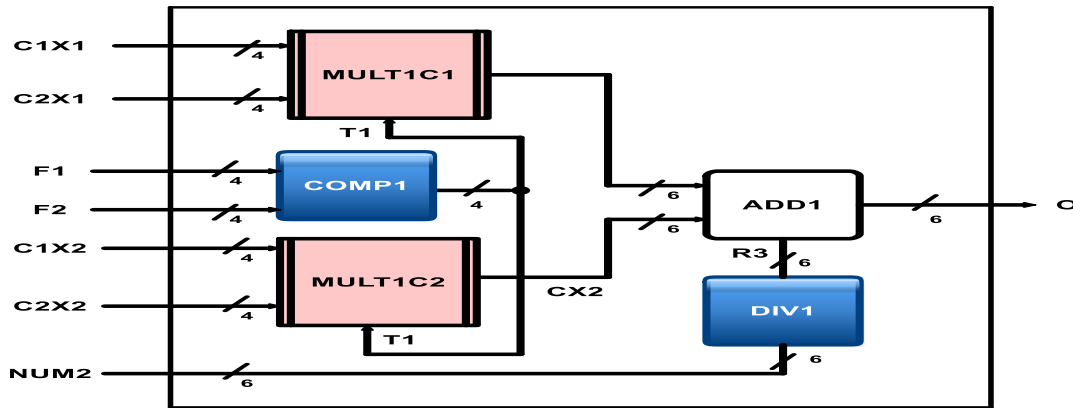 C1X1
4
MULT1C1
C2X1
4
T1
F1
4
COMP1
4
F2
4
6
6
ADD1
6
C1X2
4
MULT1C2
CX2
R3
6
C2X2
4
T1
DIV1
6
NUM2
6